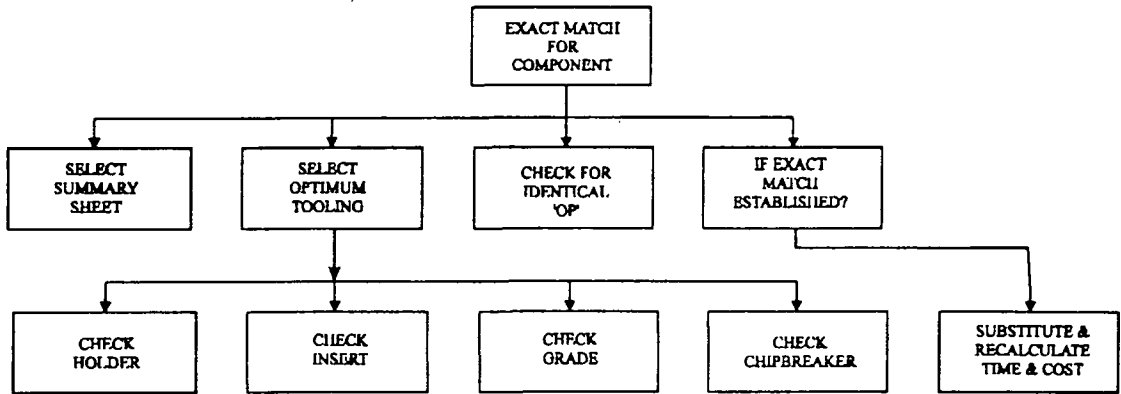 EXACT MATCH
FOR
COMPONENT
SELECT
SUMMARY
SHEET
SELECT
OPTIMUM
TOOLING
CHECK FOR
IDENTICAL
'OP'
IF EXACT
MATCH
ESTABLISHED?
CHECK
HOLDER
CHECK
INSERT
CHECK
GRADE
CHECK
CHIPBREAKER
SUBSTITUTE &
RECALCULATE
TIME & COST